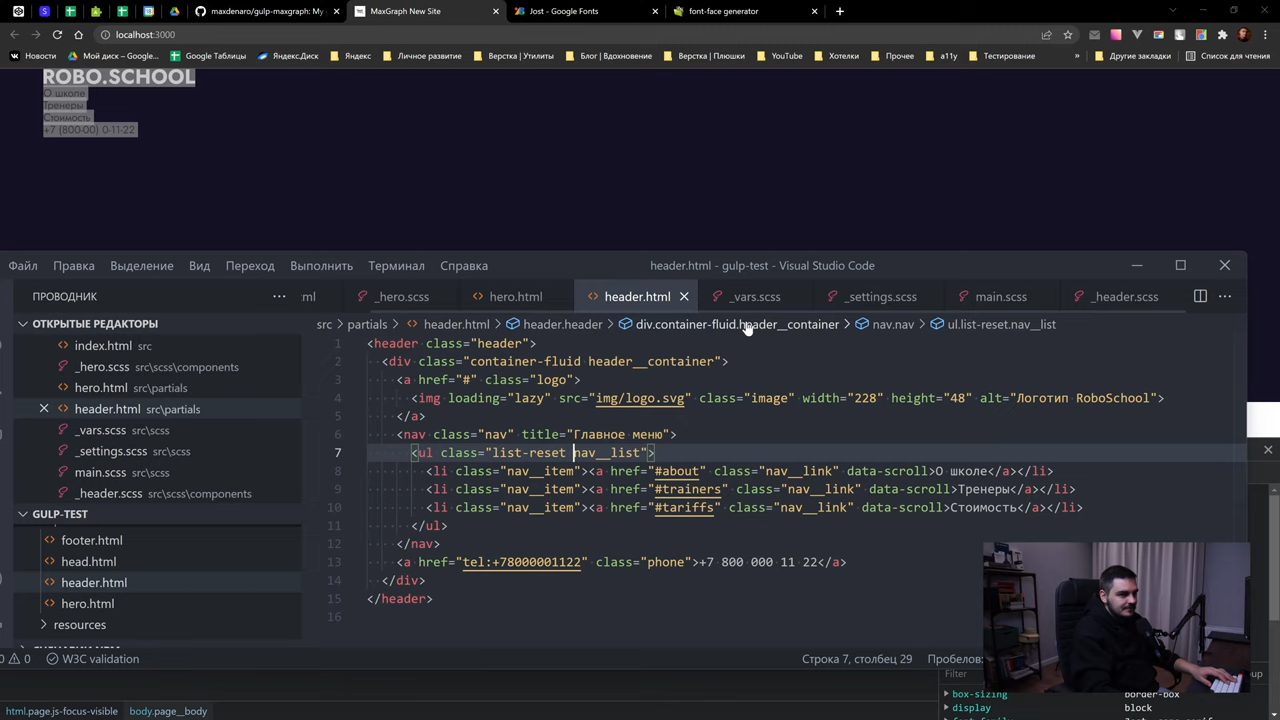 maxdenaro/gulp-maxgraph: My
MaxGraph New Site
Jost - Google Fonts
font-face generator
localhost:3000
Новости
Мой диск – Google...
Google Таблицы
Яндекс.Диск
Яндекс
Личное развитие
Верстка | Утилиты
Блог | Вдохновение
Верстка | Плюшки
YouTube
Хотелки
a11y
Прочее
Тестирование
»
Другие закладки
Список для чтения
ROBO.SCHOOL
О школе
Тренеры
Стоимость
+7 (800-00) 0-11-22
Файл Правка Выделение Вид Переход Выполнить Терминал Справка
header.html - gulp-test - Visual Studio Code
ПРОВОДНИК
ml
_hero.scss
hero.html
header.html
_vars.scss
_settings.scss
main.scss
_header.scss
src > partials > header.html > header.header > div.container-fluid.header__container > nav.nav > ul.list-reset.nav__list
ОТКРЫТЫЕ РЕДАКТОРЫ
index.html src
_hero.scss src\scss\components
hero.html src\partials
header.html src\partials
_vars.scss src\scss
_settings.scss src\scss
main.scss src\scss
_header.scss src\scss\components
GULP-TEST
footer.html
head.html
header.html
hero.html
resources
1 <header class="header">
2 <div class="container-fluid header__container">
3 <a href="#" class="logo">
4 <img loading="lazy" src="img/logo.svg" class="image" width="228" height="48" alt="Логотип RoboSchool">
5 </a>
6 <nav class="nav" title="Главное меню">
7 <ul class="list-reset nav__list">
8 <li class="nav__item"><a href="#about" class="nav__link" data-scroll>О школе</a></li>
9 <li class="nav__item"><a href="#trainers" class="nav__link" data-scroll>Тренеры</a></li>
10 <li class="nav__item"><a href="#tariffs" class="nav__link" data-scroll>Стоимость</a></li>
11 </ul>
12 </nav>
13 <a href="tel:+78000001122" class="phone">+7 800 000 11 22</a>
14 </div>
15 </header>
16
0 W3C validation
Строка 7, столбец 29
Пробелов:
Filter
box-sizing border-box
display block
html.page.js-focus-visible
body.page__body